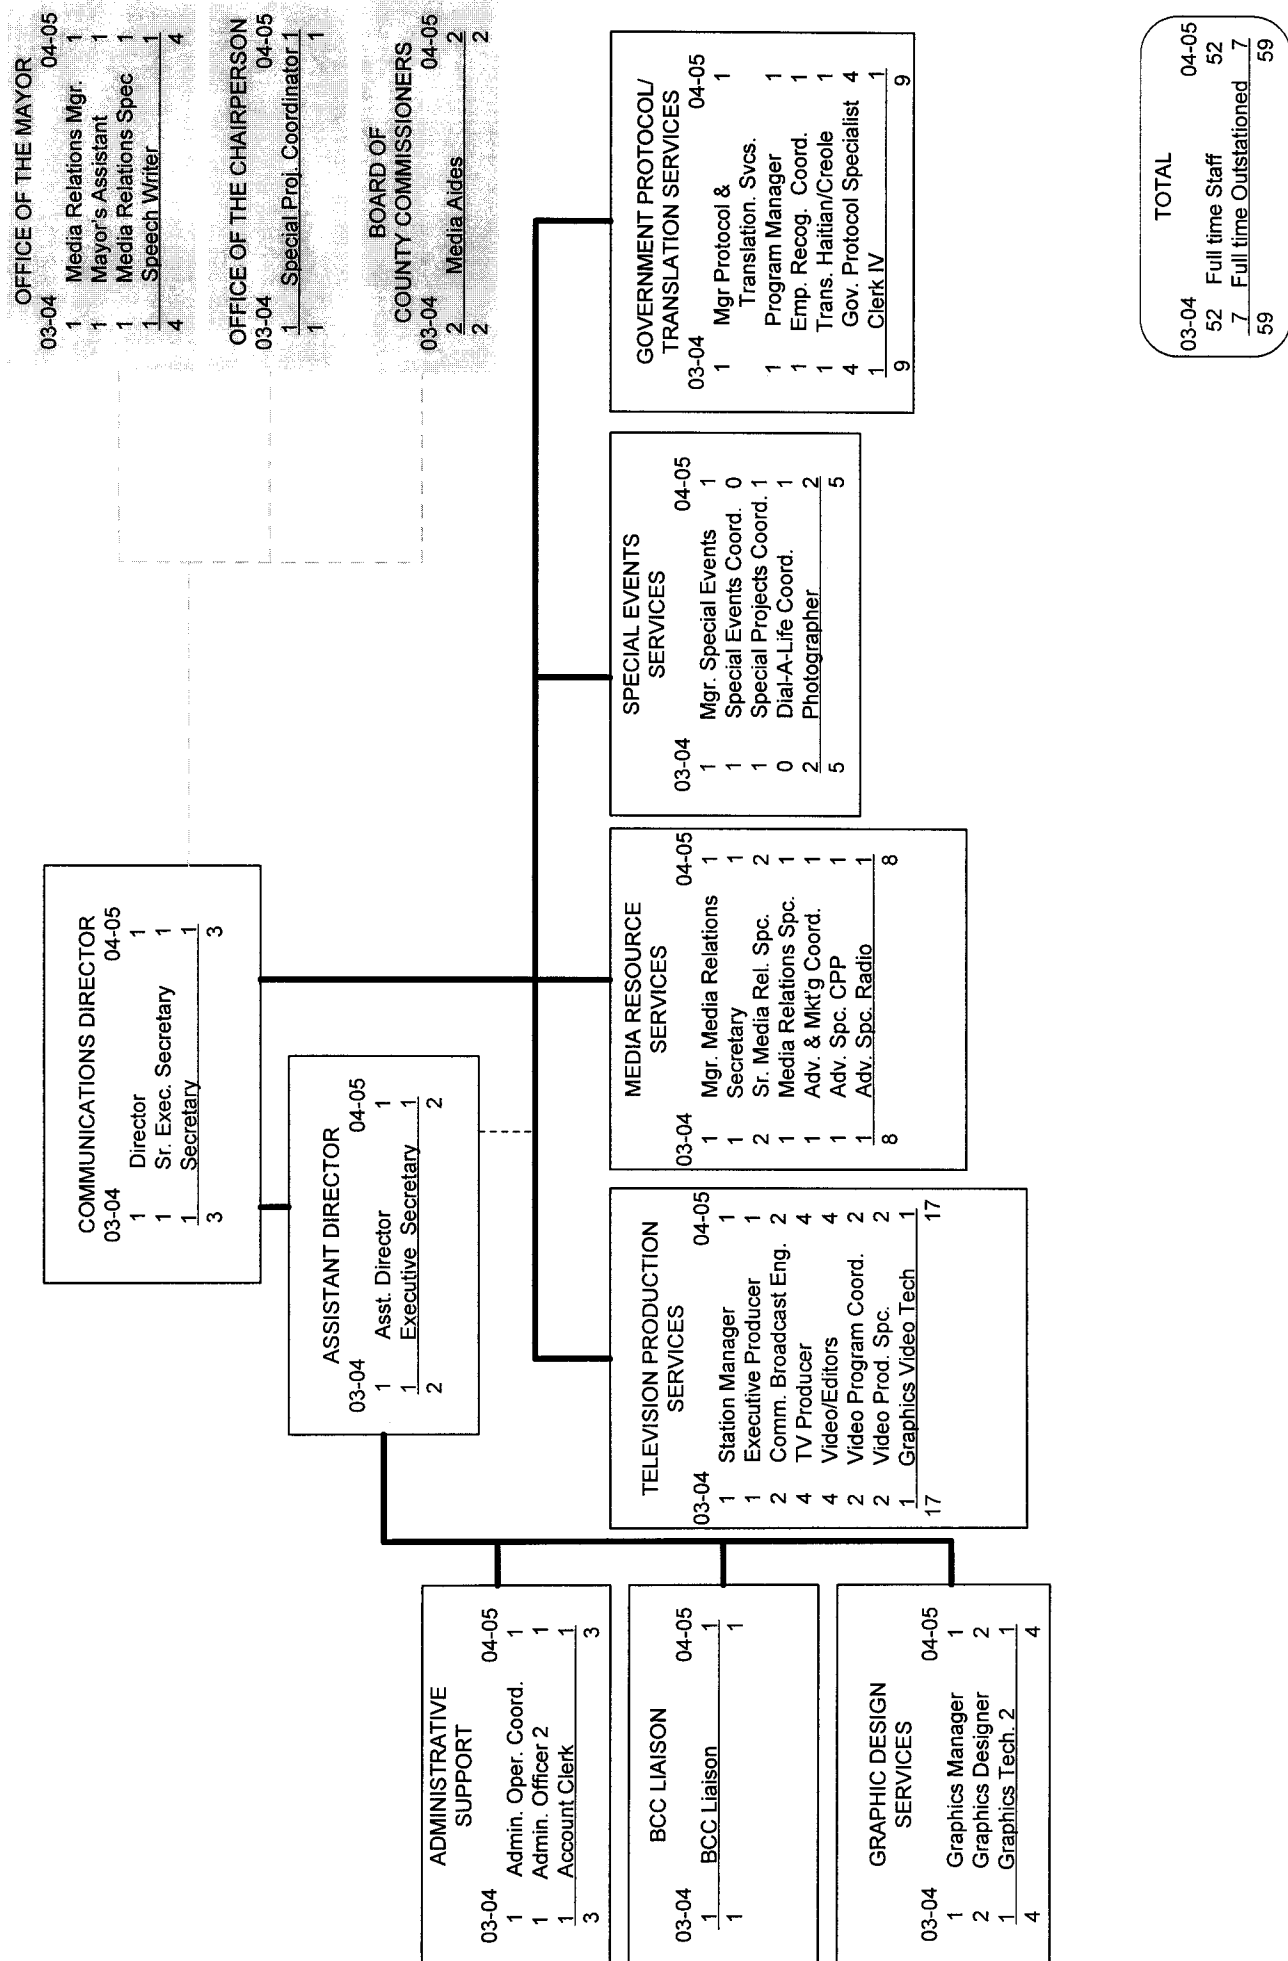 OFFICE OF THE MAYOR
03-04 04-05
1 Media Relations Mgr. 1
1 Mayor's Assistant 1
1 Media Relations Spec 1
1 Speech Writer 1
4 4
OFFICE OF THE CHAIRPERSON
03-04 04-05
1 Special Proj. Coordinator 1
1 1
BOARD OF
COUNTY COMMISSIONERS
03-04 04-05
2 Media Aides 2
2 2
COMMUNICATIONS DIRECTOR
03-04 04-05
1 Director 1
1 Sr. Exec. Secretary 1
1 Secretary 1
3 3
ASSISTANT DIRECTOR
03-04 04-05
1 Asst. Director 1
1 Executive Secretary 1
2 2
ADMINISTRATIVE
SUPPORT
03-04 04-05
1 Admin. Oper. Coord. 1
1 Admin. Officer 2 1
1 Account Clerk 1
3 3
BCC LIAISON
03-04 04-05
1 BCC Liaison 1
1 1
GRAPHIC DESIGN
SERVICES
03-04 04-05
1 Graphics Manager 1
2 Graphics Designer 2
1 Graphics Tech. 2 1
4 4
TELEVISION PRODUCTION
SERVICES
03-04 04-05
1 Station Manager 1
1 Executive Producer 1
2 Comm. Broadcast Eng. 2
4 TV Producer 4
4 Video/Editors 4
2 Video Program Coord. 2
2 Video Prod. Spc. 2
1 Graphics Video Tech 1
17 17
MEDIA RESOURCE
SERVICES
03-04 04-05
1 Mgr. Media Relations 1
1 Secretary 1
2 Sr. Media Rel. Spc. 2
1 Media Relations Spc. 1
1 Adv. & Mkt'g Coord. 1
1 Adv. Spc. CPP 1
1 Adv. Spc. Radio 1
8 8
SPECIAL EVENTS
SERVICES
03-04 04-05
1 Mgr. Special Events 1
1 Special Events Coord. 0
1 Special Projects Coord. 1
0 Dial-A-Life Coord. 1
2 Photographer 2
5 5
GOVERNMENT PROTOCOL/
TRANSLATION SERVICES
03-04 04-05
1 Mgr Protocol & 1
Translation. Svcs.
1 Program Manager 1
1 Emp. Recog. Coord. 1
1 Trans. Haitian/Creole 1
4 Gov. Protocol Specialist 4
1 Clerk IV 1
9 9
TOTAL
03-04 04-05
52 Full time Staff 52
7 Full time Outstationed 7
59 59